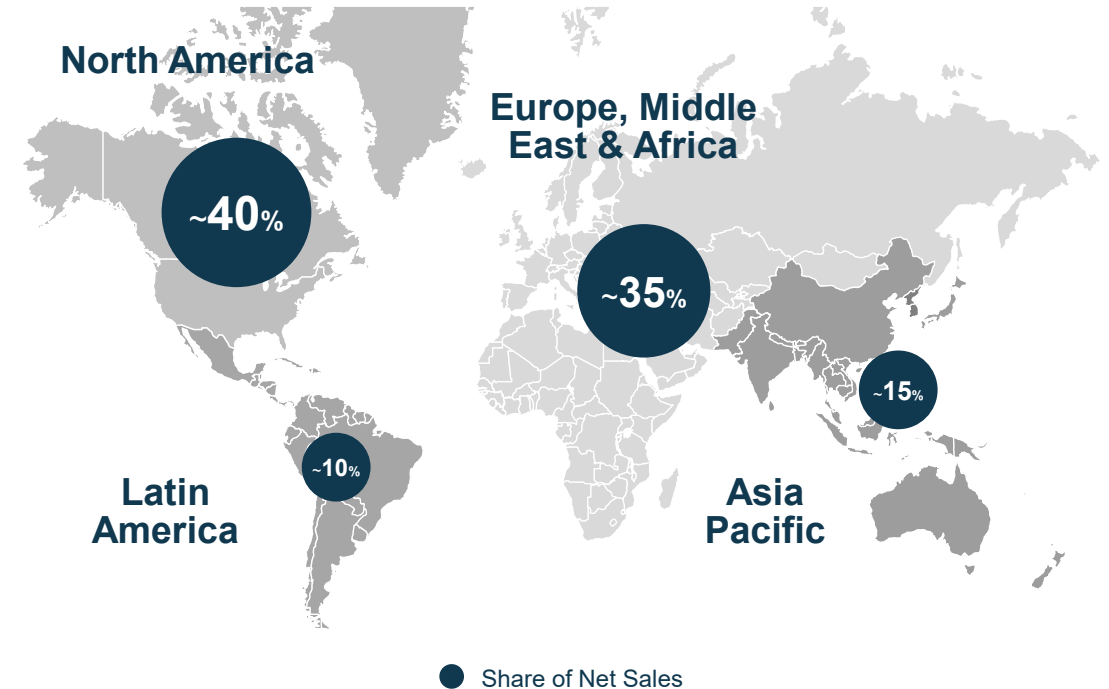 North America
Europe, Middle
East & Africa
~40%
~35%
~15%
~10%
Latin
America
Asia
Pacific
Share of Net Sales